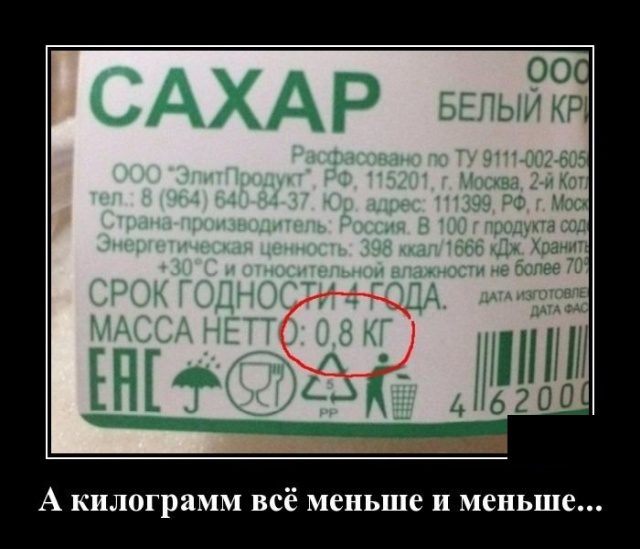 САХАР
ООО
БЕЛЫЙ КРИ
Расфасовано по ТУ 9111-002-605
ООО "ЭлитПродукт", РФ, 115201, г. Москва, 2-й Кот
тел.: 8 (964) 640-84-37. Юр. адрес: 111399, РФ, г. Моск
Страна-производитель: Россия. В 100 г продукта сод
Энергетическая ценность: 398 ккал/1666 кДж. Хранить
+30°С и относительной влажности не более 70%
СРОК ГОДНОСТИ 4 ГОДА.
ДАТА ИЗГОТОВЛЕ
ДАТА ФАС
МАССА НЕТТО: 0,8 КГ
EAC
5
PP
4 62000
А килограмм всё меньше и меньше...